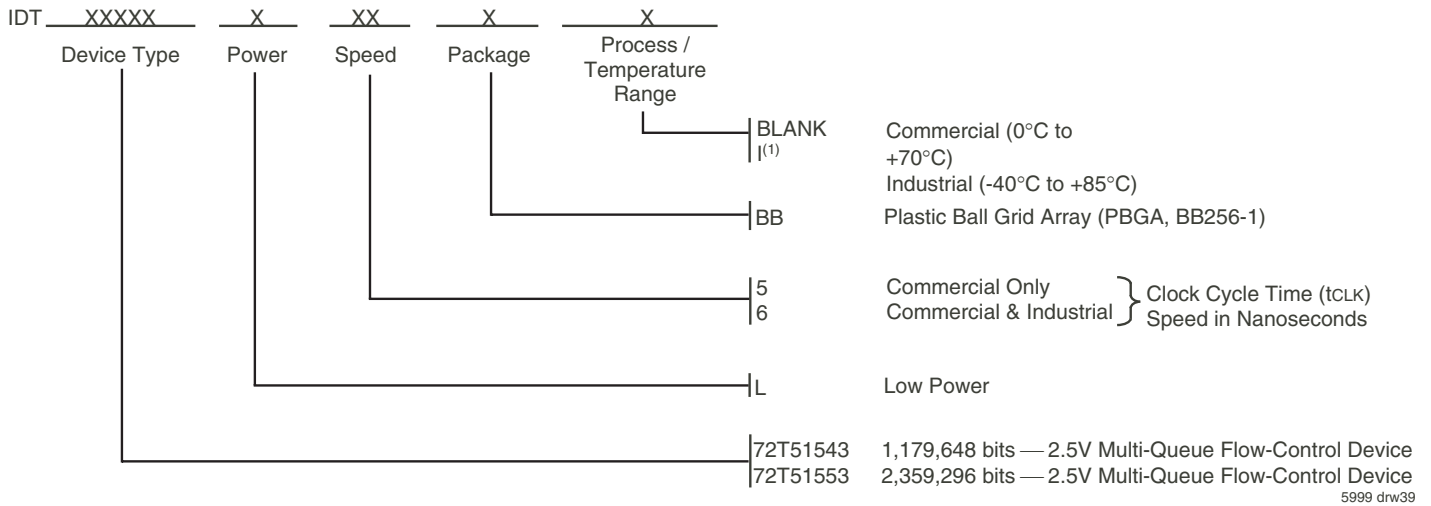 IDT XXXXX X XX X X
Device Type Power Speed Package Process / Temperature Range
BLANK Commercial (0°C to +70°C)
I(1) Industrial (-40°C to +85°C)
BB Plastic Ball Grid Array (PBGA, BB256-1)
5 Commercial Only
6 Commercial & Industrial
Clock Cycle Time (tCLK)
Speed in Nanoseconds
L Low Power
72T51543 1,179,648 bits — 2.5V Multi-Queue Flow-Control Device
72T51553 2,359,296 bits — 2.5V Multi-Queue Flow-Control Device
5999 drw39